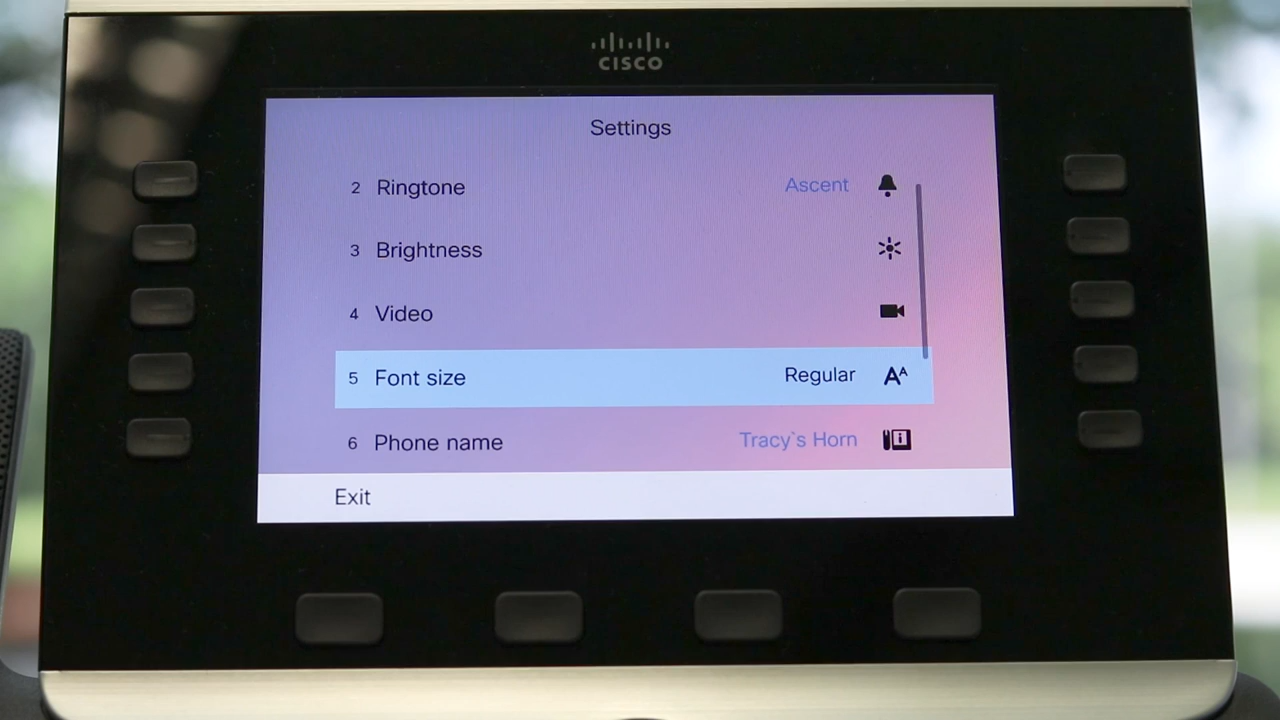 CISCO
Settings
2 Ringtone Ascent
3 Brightness
4 Video
5 Font size Regular AA
6 Phone name Tracy`s Horn
Exit